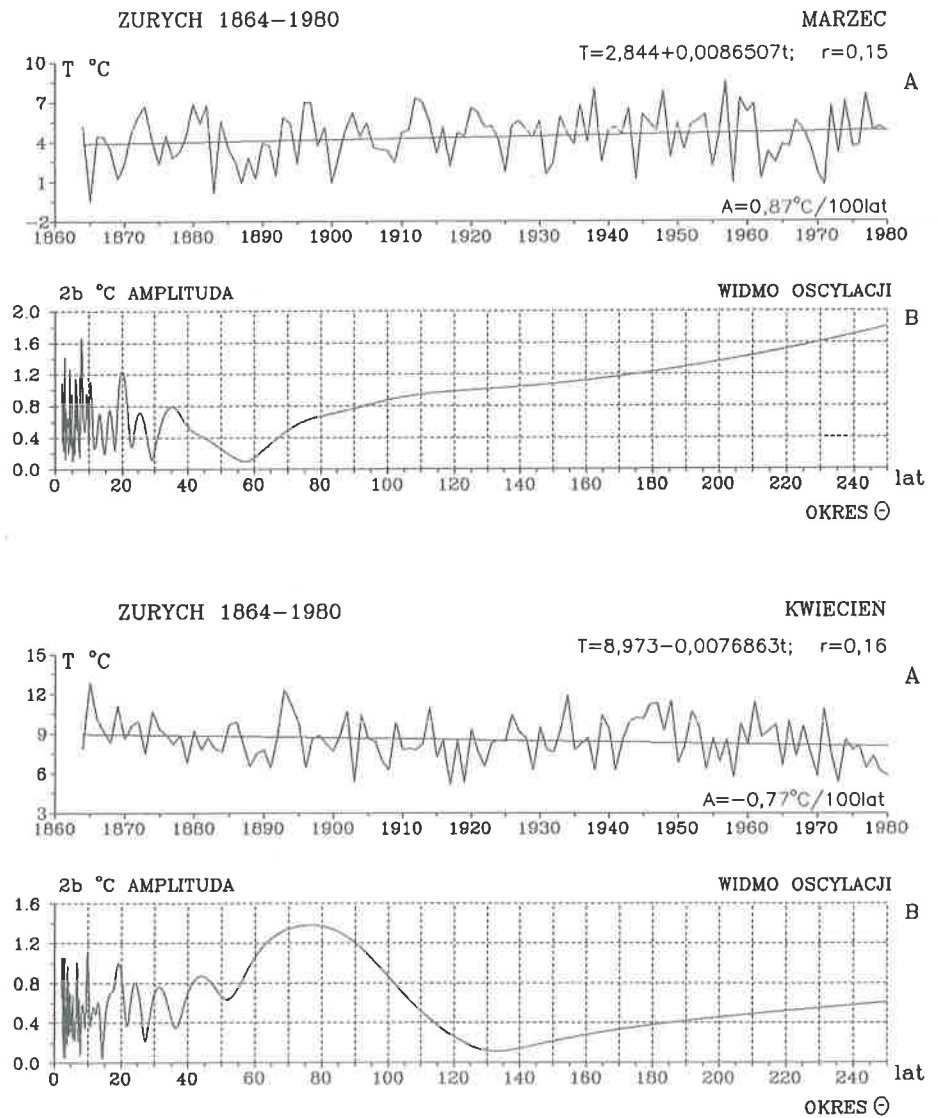 ZURYCH 1864-1980 MARZEC
T=2,844+0,0086507t; r=0,15
T °C
A
10
7
4
1
-2
A=0,87°C/100lat
1860 1870 1880 1890 1900 1910 1920 1930 1940 1950 1960 1970 1980
2b °C AMPLITUDA WIDMO OSCYLACJI
B
2.0
1.6
1.2
0.8
0.4
0.0
0 20 40 60 80 100 120 140 160 180 200 220 240 lat
OKRES Θ
ZURYCH 1864-1980 KWIECIEN
T=8,973-0,0076863t; r=0,16
T °C
A
15
12
9
6
3
A=-0,77°C/100lat
1860 1870 1880 1890 1900 1910 1920 1930 1940 1950 1960 1970 1980
2b °C AMPLITUDA WIDMO OSCYLACJI
B
1.6
1.2
0.8
0.4
0.0
0 20 40 60 80 100 120 140 160 180 200 220 240 lat
OKRES Θ